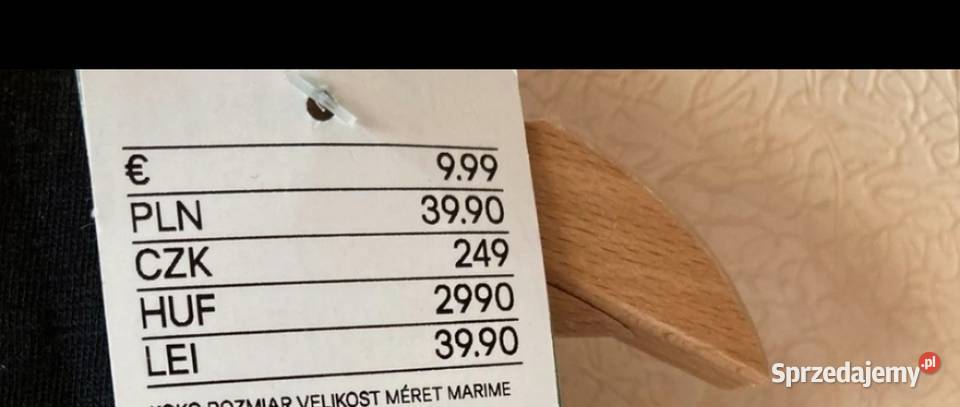 € 9.99
PLN 39.90
CZK 249
HUF 2990
LEI 39.90
ROZMIAR VELIKOST MÉRET MARIME
Sprzedajemy.pl